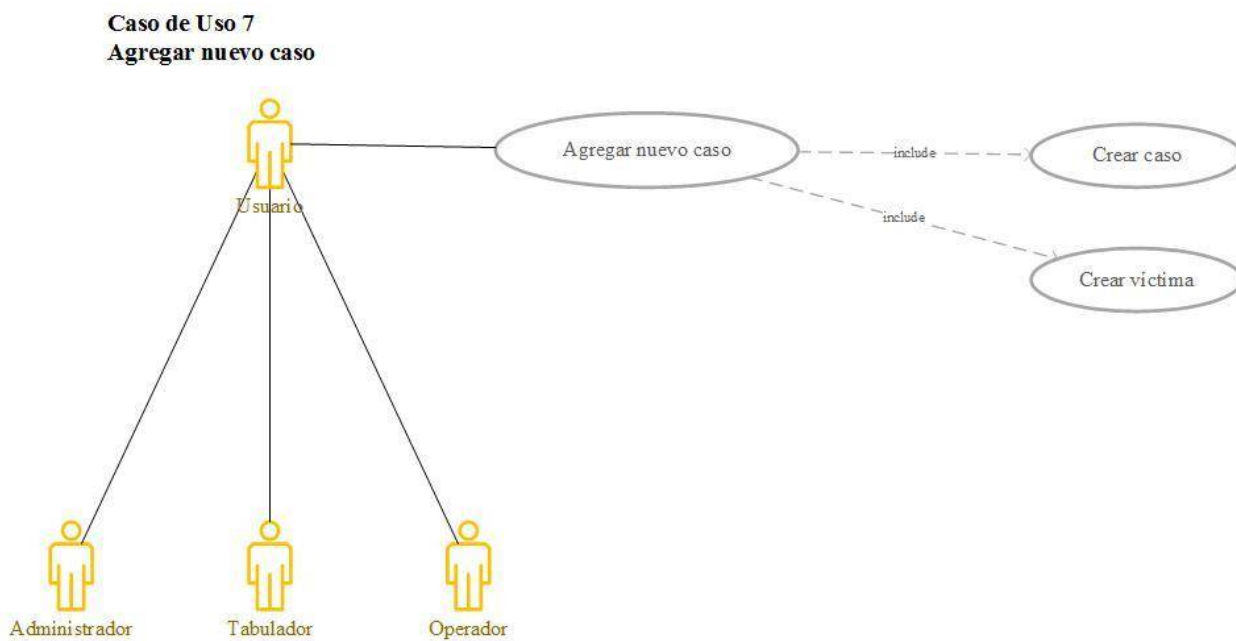 Caso de Uso 7
Agregar nuevo caso
Agregar nuevo caso
include
Crear caso
Usuario
include
Crear víctima
Administrador
Tabulador
Operador